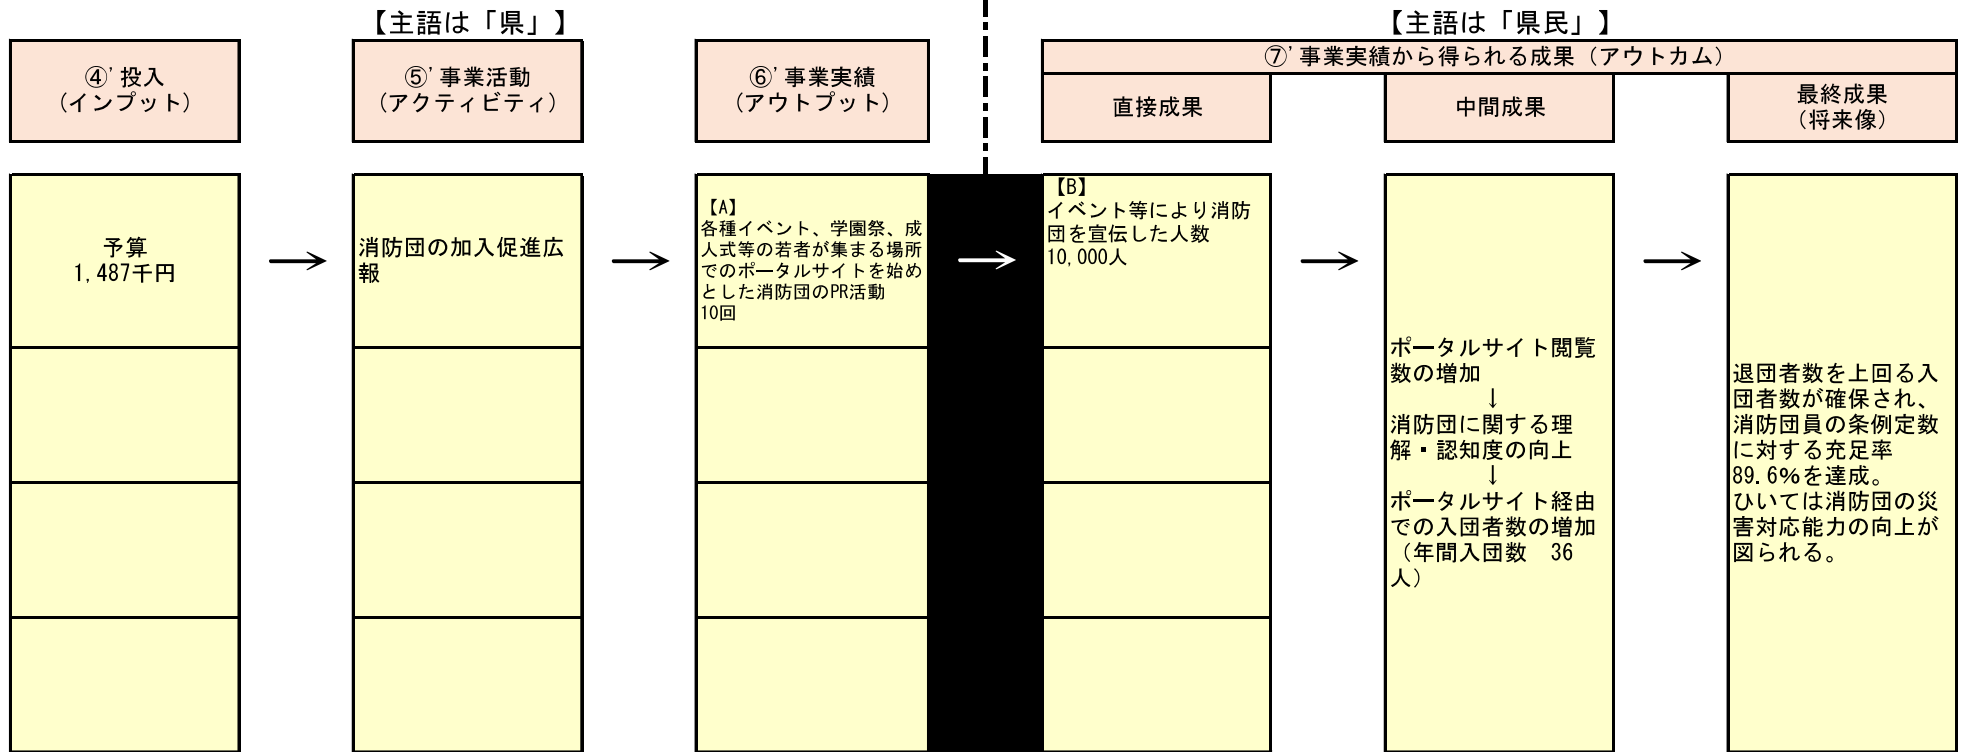 【主語は「県」】
【主語は「県民」】
④’投入
（インプット）
⑤’事業活動
（アクティビティ）
⑥’事業実績
（アウトプット）
⑦’事業実績から得られる成果（アウトカム）
直接成果
中間成果
最終成果
（将来像）
予算
1,487千円
→
消防団の加入促進広
報
→
【A】
各種イベント、学園祭、成
人式等の若者が集まる場所
でのポータルサイトを始め
とした消防団のPR活動
10回
→
【B】
イベント等により消防
団を宣伝した人数
10,000人
→
ポータルサイト閲覧
数の増加
↓
消防団に関する理
解・認知度の向上
↓
ポータルサイト経由
での入団者数の増加
（年間入団数　36
人）
→
退団者数を上回る入
団者数が確保され、
消防団員の条例定数
に対する充足率
89.6%を達成。
ひいては消防団の災
害対応能力の向上が
図られる。